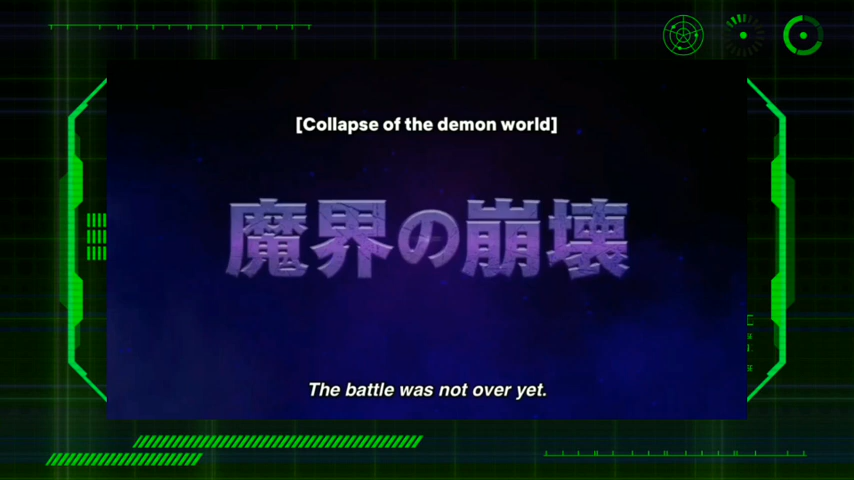 [Collapse of the demon world]
魔界の崩壊
The battle was not over yet.